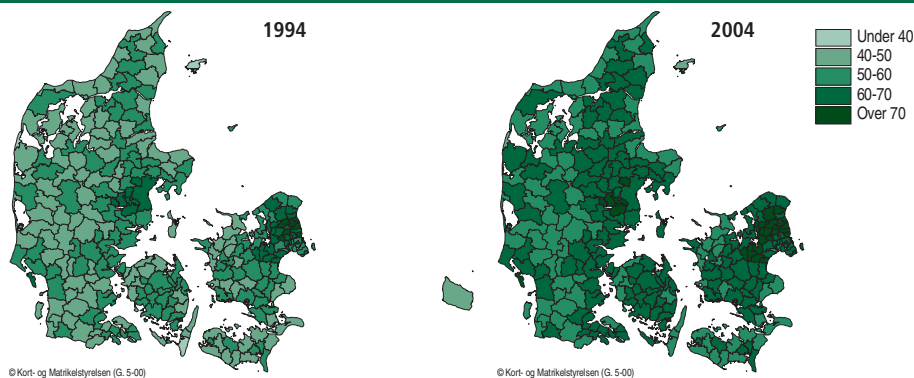 1994
2004
Under 40
40-50
50-60
60-70
Over 70
© Kort- og Matrikelstyrelsen (G. 5-00)
© Kort- og Matrikelstyrelsen (G. 5-00)